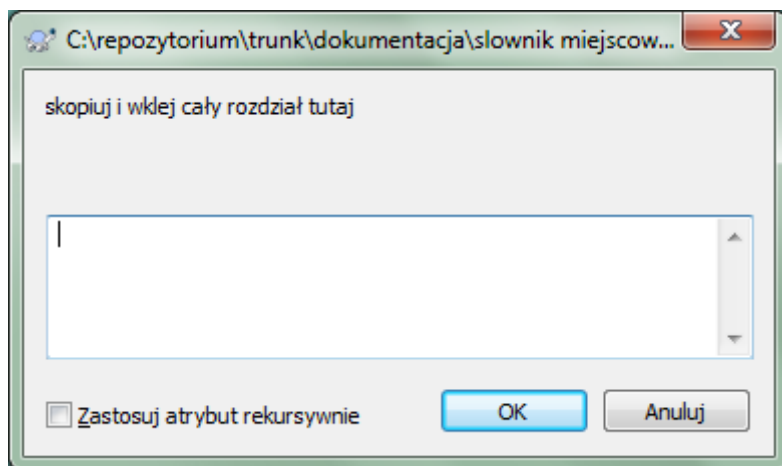 C:\repozytorium\trunk\dokumentacja\slownik miejscow...
skopiuj i wklej cały rozdział tutaj
Zastosuj atrybut rekursywnie
OK
Anuluj